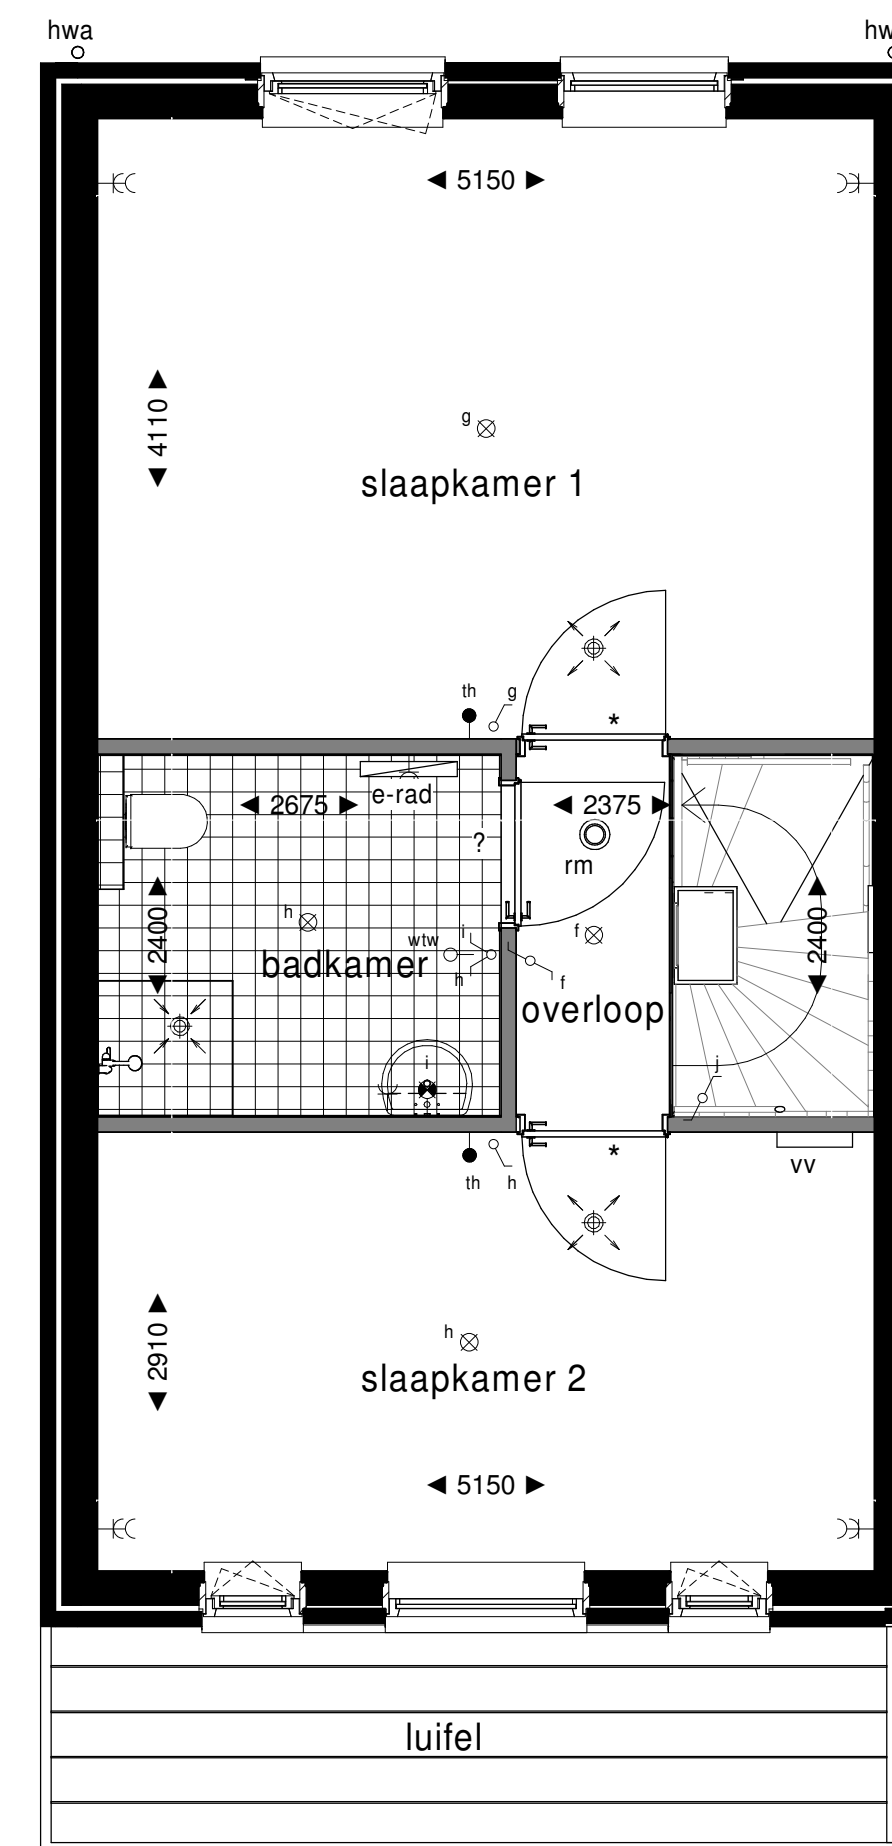 hwa
hw
5150
4110
g
slaapkamer 1
th g
*
2675
e-rad
2375
?
rm
h
f
2400
wtw
i
h
badkamer
f
2400
overloop
i
j
*
th h
vv
h
2910
slaapkamer 2
5150
luifel